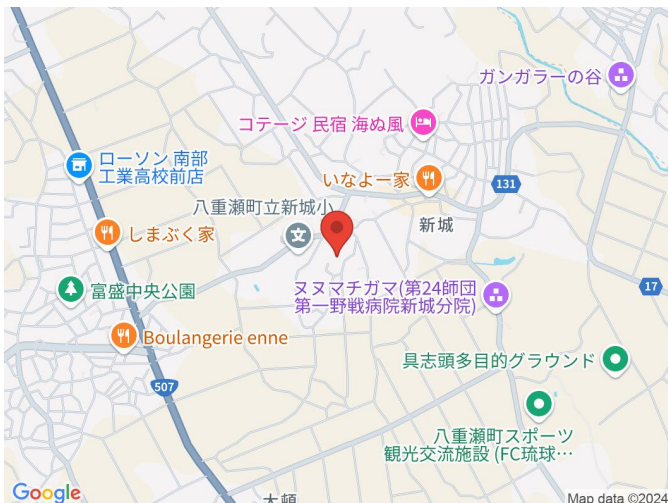 ガンガラーの谷
コテージ 民宿 海ぬ風
ローソン 南部
工業高校前店
いなよー家
131
八重瀬町立新城小
新城
しまぶく家
文
富盛中央公園
ヌヌマチガマ(第24師団
第一野戦病院新城分院)
17
Boulangerie enne
具志頭多目的グラウンド
507
八重瀬町スポーツ
観光交流施設 (FC琉球…
Google
Map data ©2024